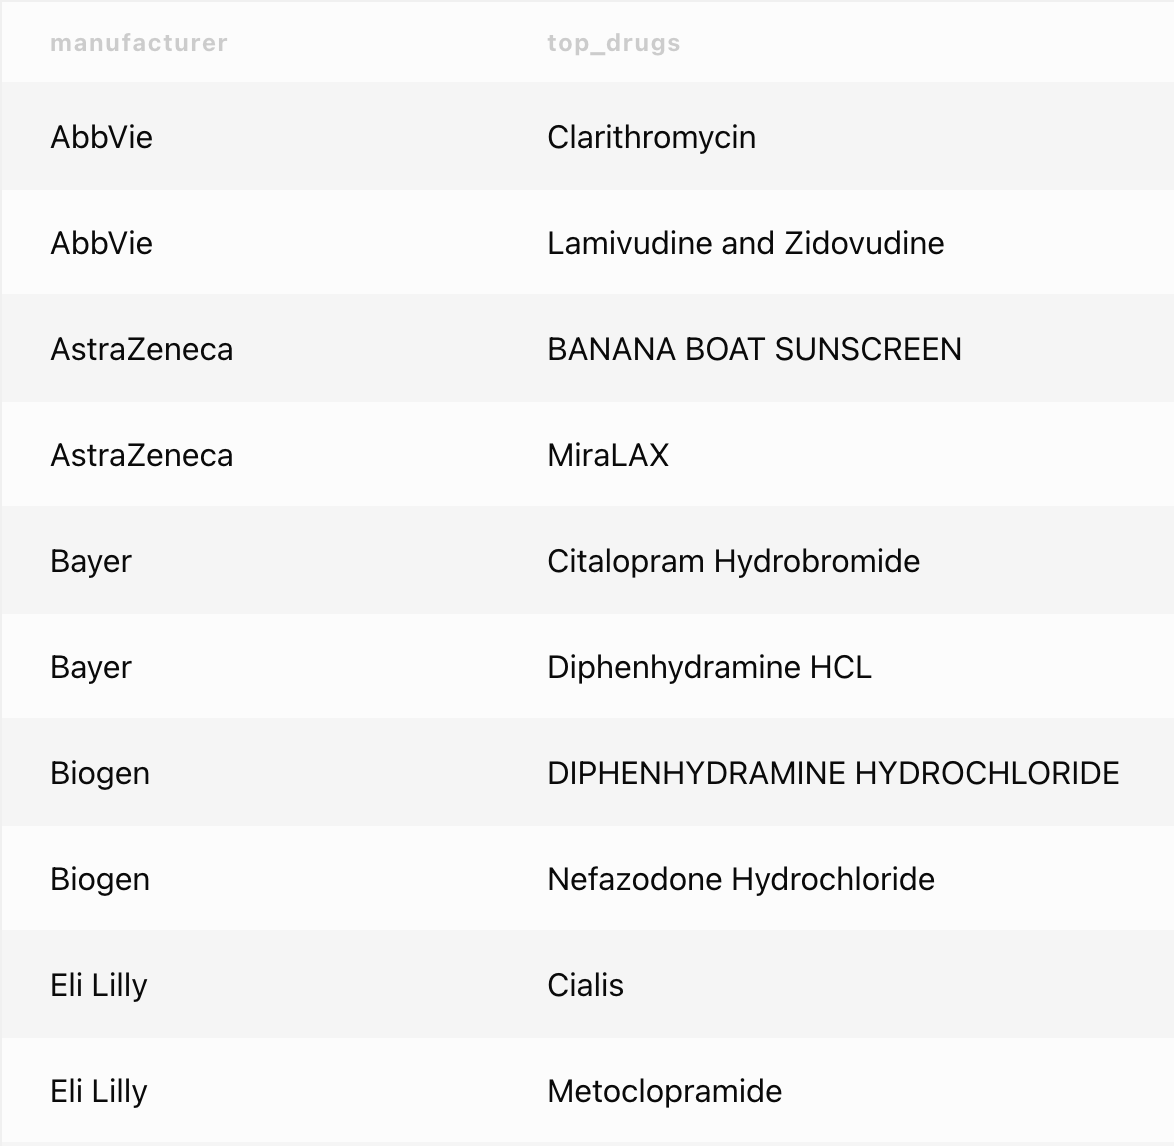 manufacturer top_drugs
AbbVie Clarithromycin
AbbVie Lamivudine and Zidovudine
AstraZeneca BANANA BOAT SUNSCREEN
AstraZeneca MiraLAX
Bayer Citalopram Hydrobromide
Bayer Diphenhydramine HCL
Biogen DIPHENHYDRAMINE HYDROCHLORIDE
Biogen Nefazodone Hydrochloride
Eli Lilly Cialis
Eli Lilly Metoclopramide